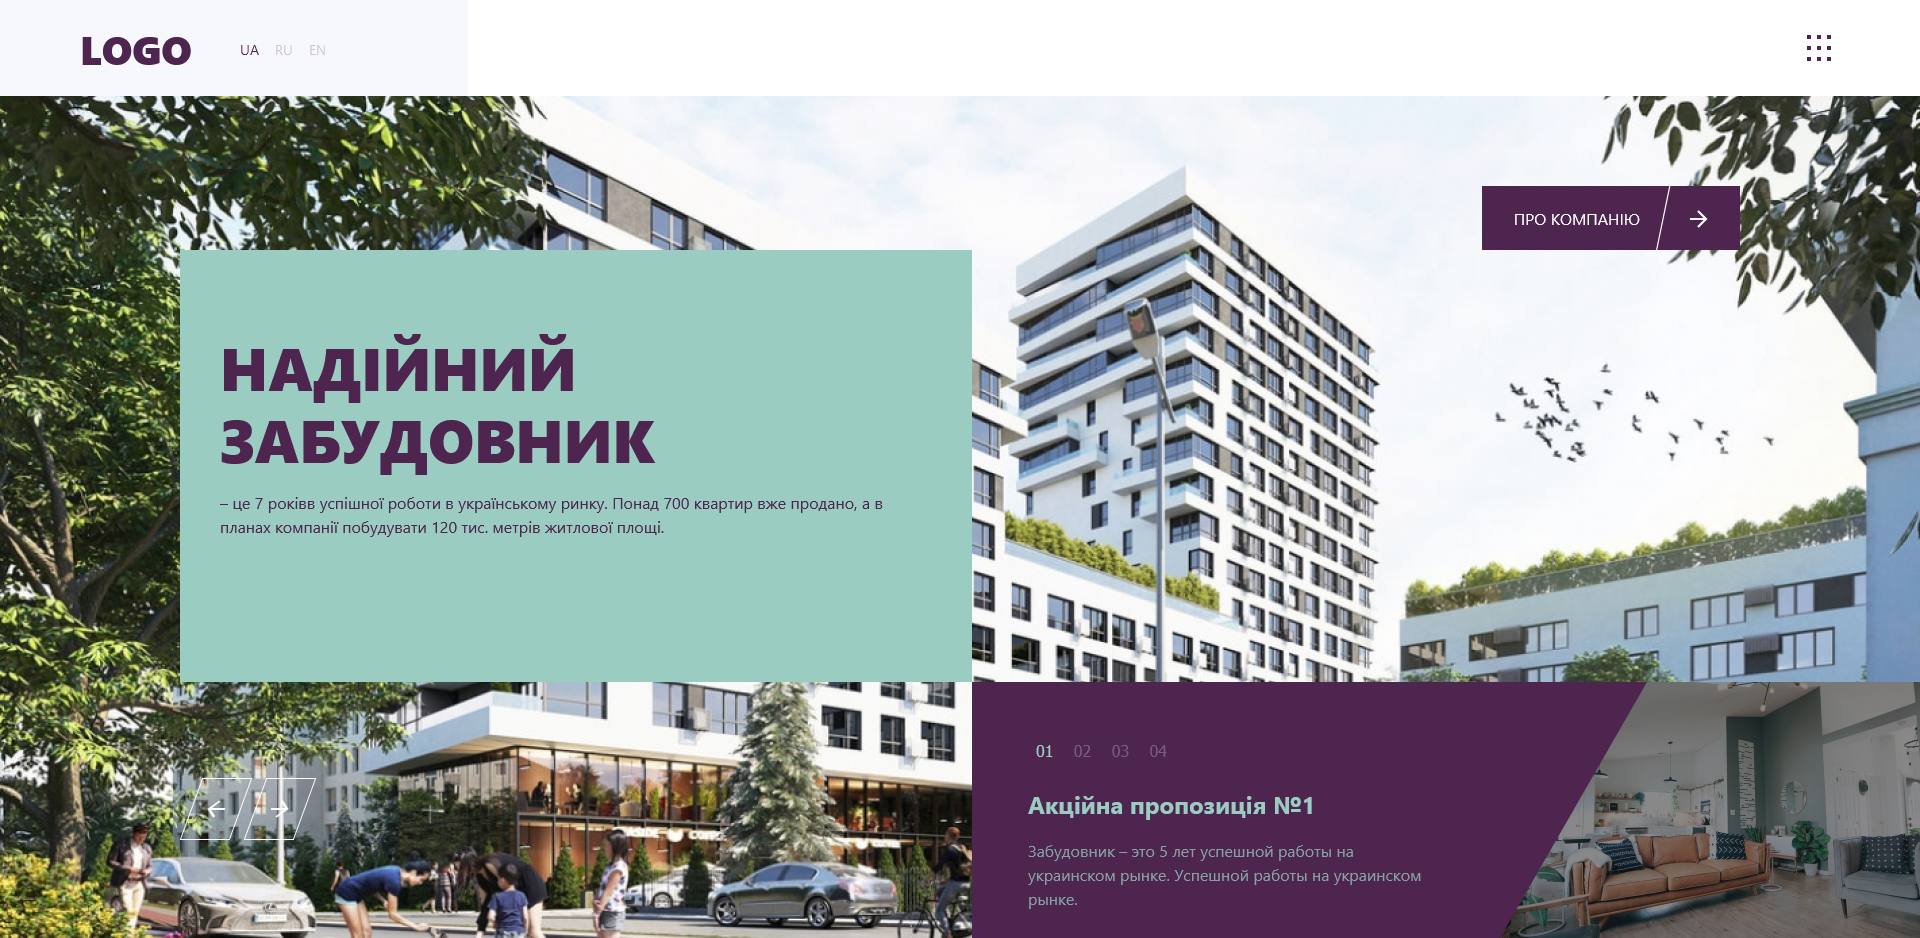 LOGO
UA RU EN
ПРО КОМПАНІЮ
НАДІЙНИЙ
ЗАБУДОВНИК
– це 7 років успішної роботи в українському ринку. Понад 700 квартир вже продано, а в
планах компанії побудувати 120 тис. метрів житлової площі.
01 02 03 04
Акційна пропозиція №1
Забудовник – это 5 лет успешной работы на
украинском рынке. Успешной работы на украинском
рынке.